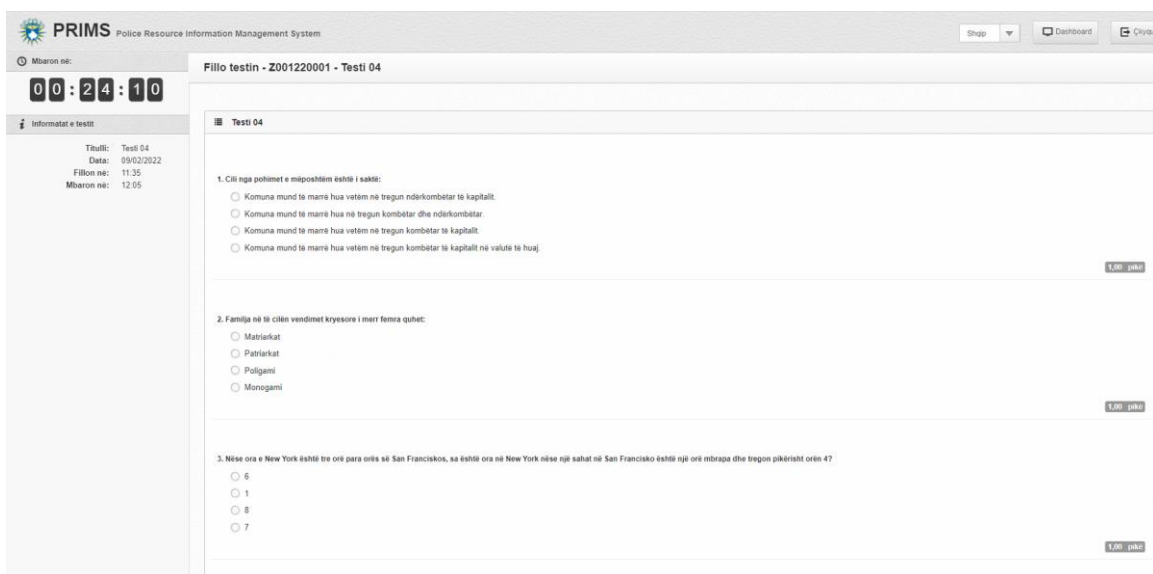 PRIMS Police Resource Information Management System
Shqip
Dashboard
Mbaron në:
00:24:10
Informatat e testit
Titulli: Testi 04
Data: 09/02/2022
Fillon në: 11:35
Mbaron në: 12:05
Fillo testin - Z001220001 - Testi 04
Testi 04
1. Cili nga pohimet e mëposhtëm është i saktë:
Komuna mund të marrë hua vetëm në tregun ndërkombëtar të kapitalit.
Komuna mund të marrë hua në tregun kombëtar dhe ndërkombëtar.
Komuna mund të marrë hua vetëm në tregun kombëtar të kapitalit.
Komuna mund të marrë hua vetëm në tregun kombëtar të kapitalit në valutë të huaj.
1,00 pikë
2. Familja në të cilën vendimet kryesore i merr femra quhet:
Matriarkat
Patriarkat
Poligami
Monogami
1,00 pikë
3. Nëse ora e New York është tre orë para orës së San Franciskos, sa është ora në New York nëse një sahat në San Francisko është një orë mbrapa dhe tregon pikërisht orën 4?
6
1
8
7
1,00 pikë